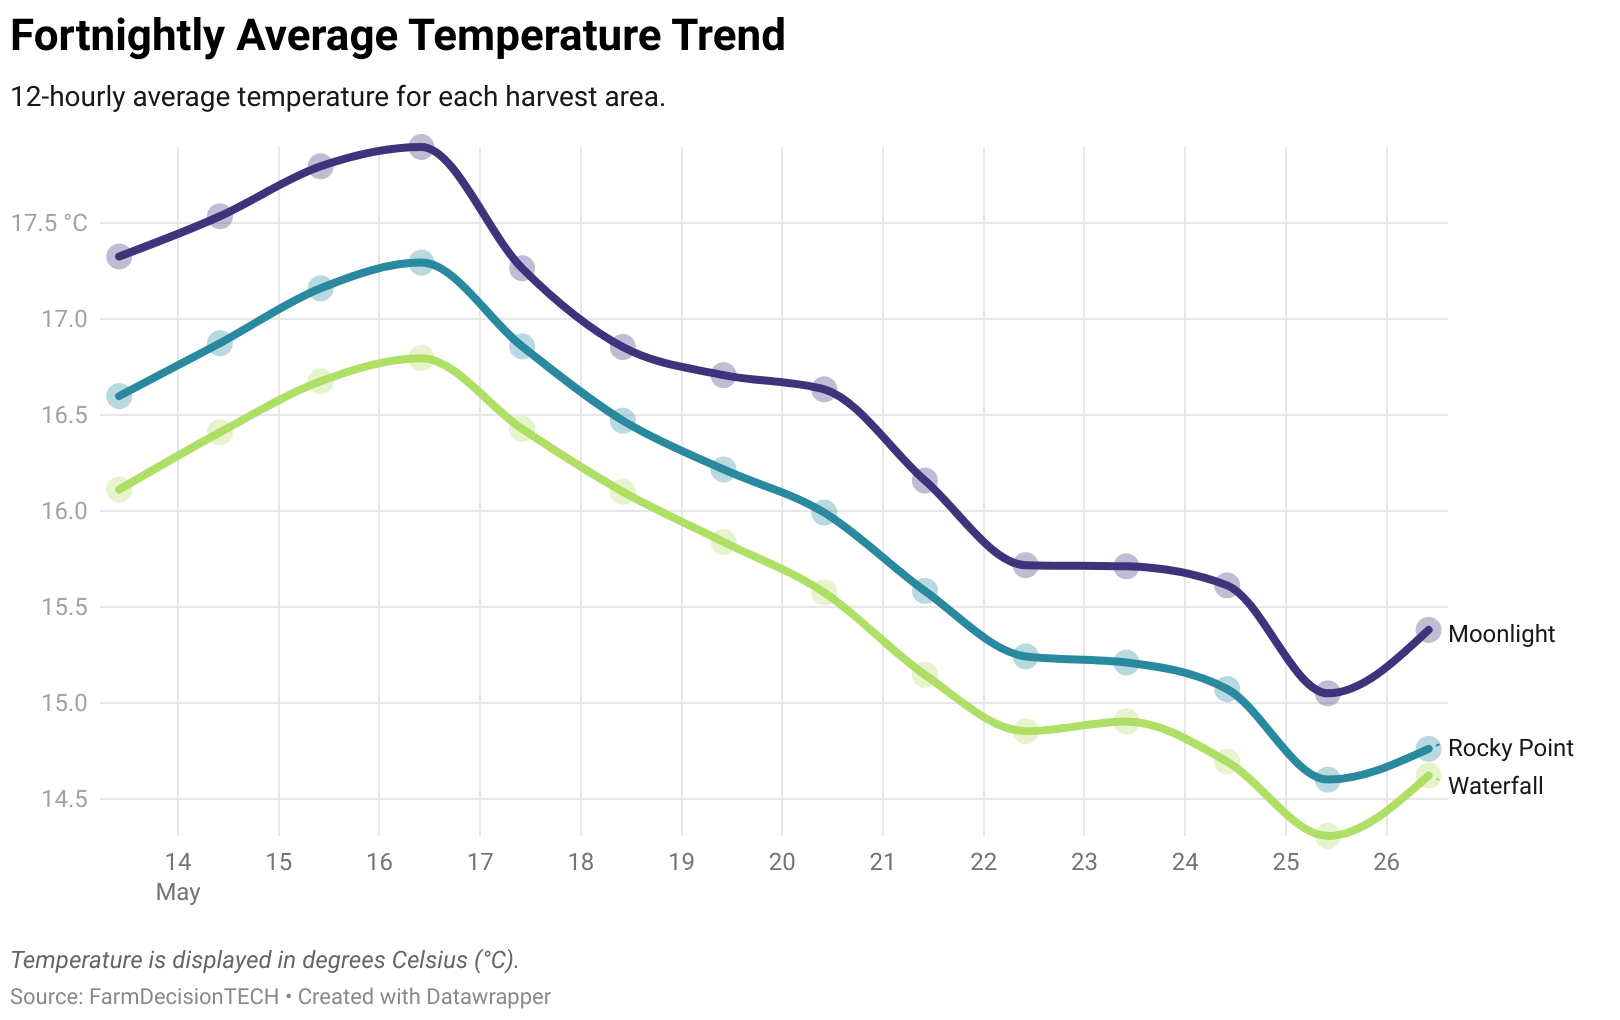 Fortnightly Average Temperature Trend
12-hourly average temperature for each harvest area.
17.5 °C
17.0
16.5
16.0
15.5
15.0
14.5
Moonlight
Rocky Point
Waterfall
14 15 16 17 18 19 20 21 22 23 24 25 26
May
Temperature is displayed in degrees Celsius (°C).
Source: FarmDecisionTECH • Created with Datawrapper